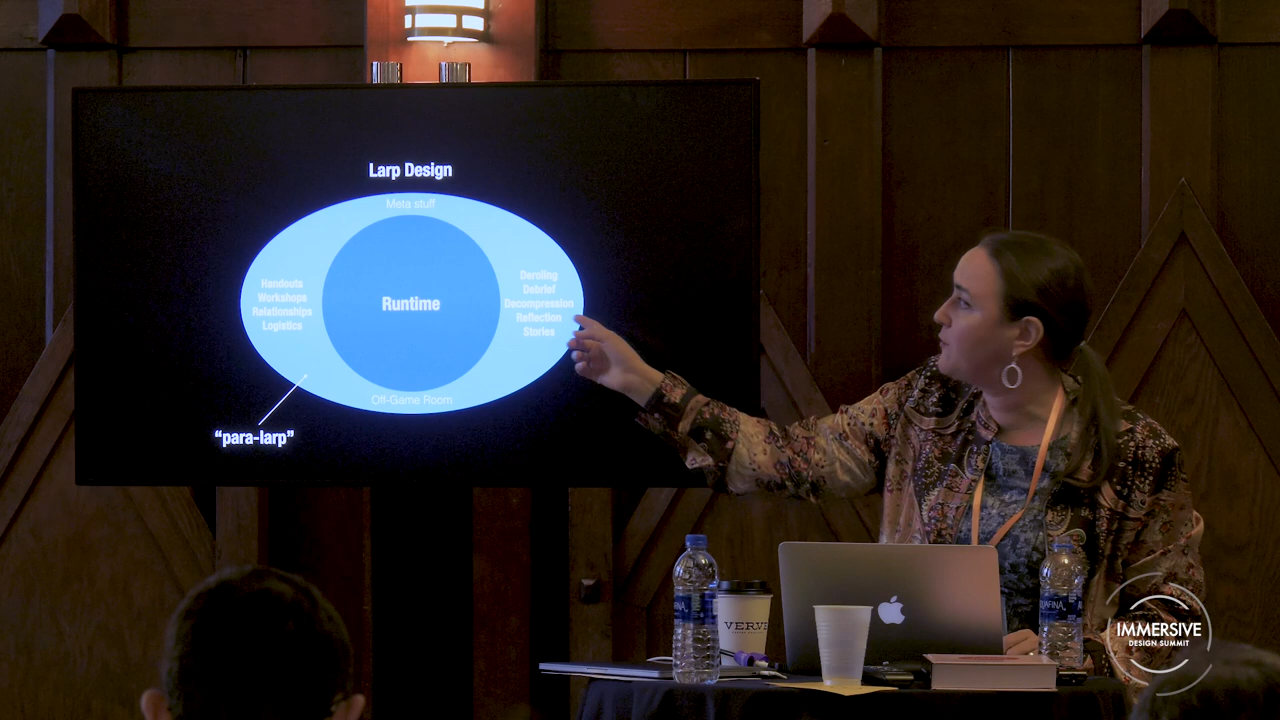 Larp Design
Meta stuff
Handouts
Workshops
Relationships
Logistics
Runtime
Deroling
Debrief
Decompression
Reflection
Stories
Off-Game Room
“para-larp”
VERVE
IMMERSIVE
DESIGN SUMMIT